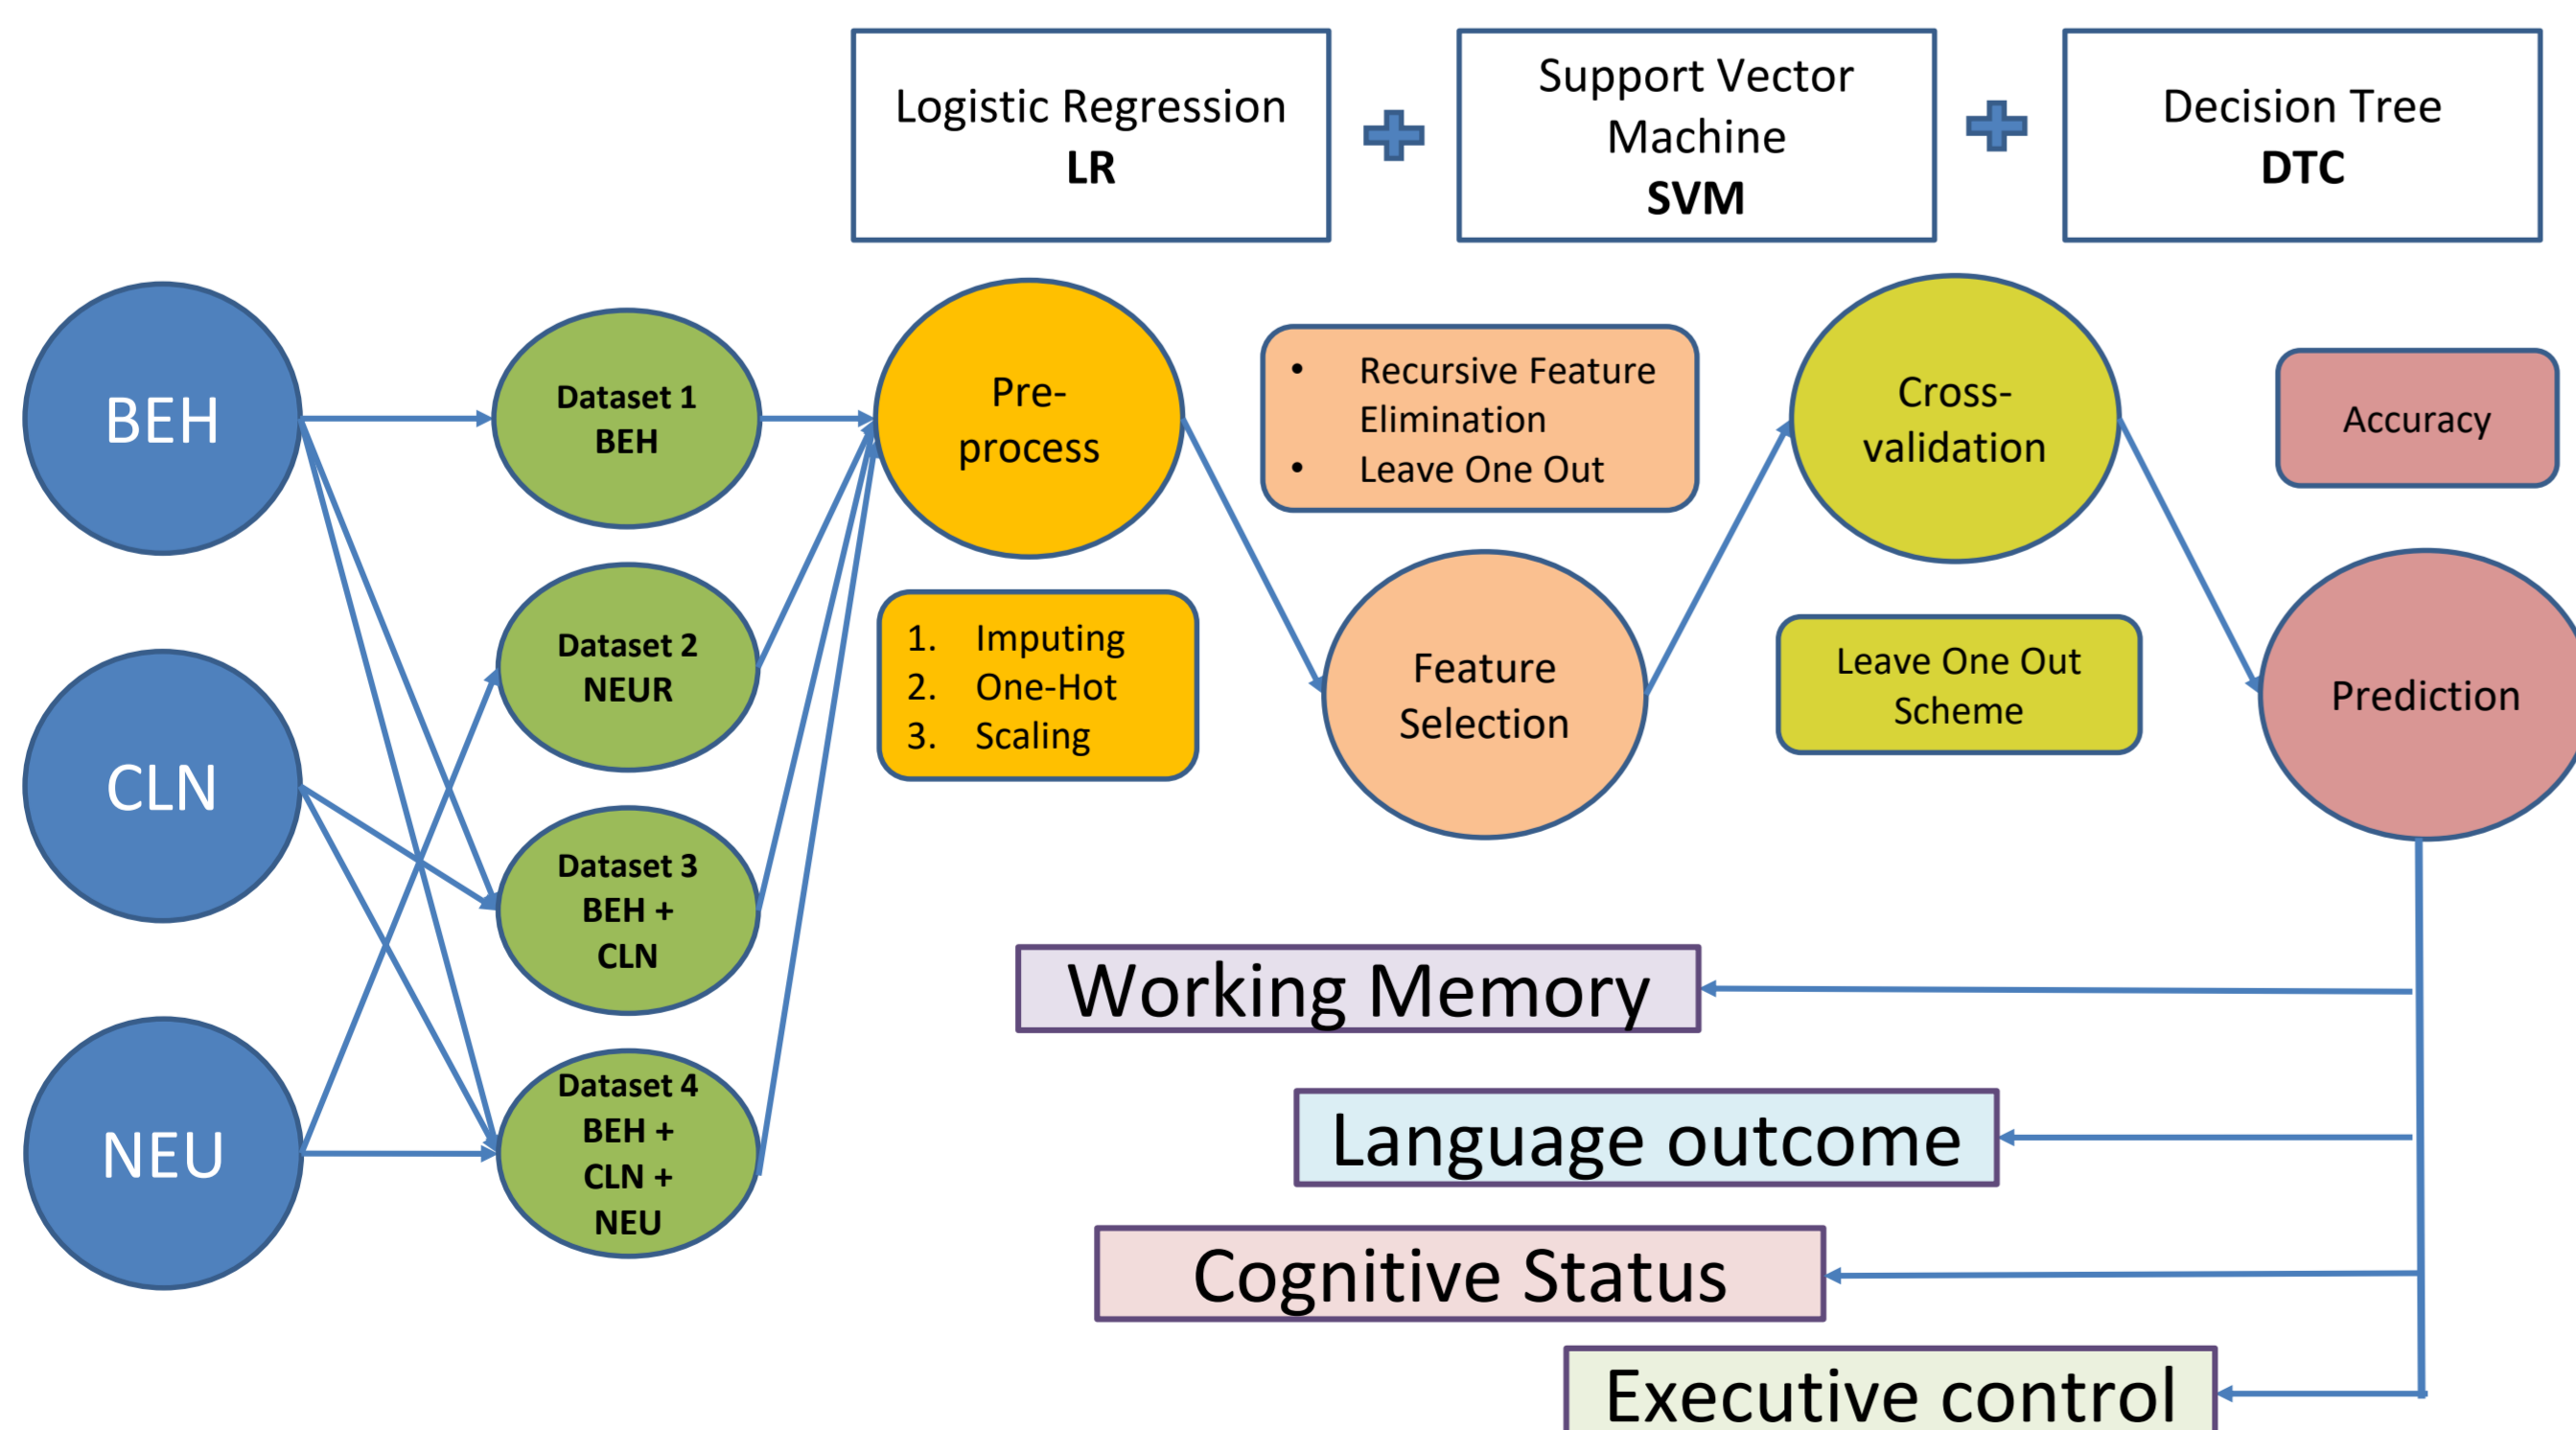 Logistic Regression
LR
Support Vector
Machine
SVM
Decision Tree
DTC
BEH
CLN
NEU
Dataset 1
BEH
Dataset 2
NEUR
Dataset 3
BEH +
CLN
Dataset 4
BEH +
CLN +
NEU
Pre-
process
1. Imputing
2. One-Hot
3. Scaling
• Recursive Feature
Elimination
• Leave One Out
Feature
Selection
Cross-
validation
Leave One Out
Scheme
Accuracy
Prediction
Working Memory
Language outcome
Cognitive Status
Executive control